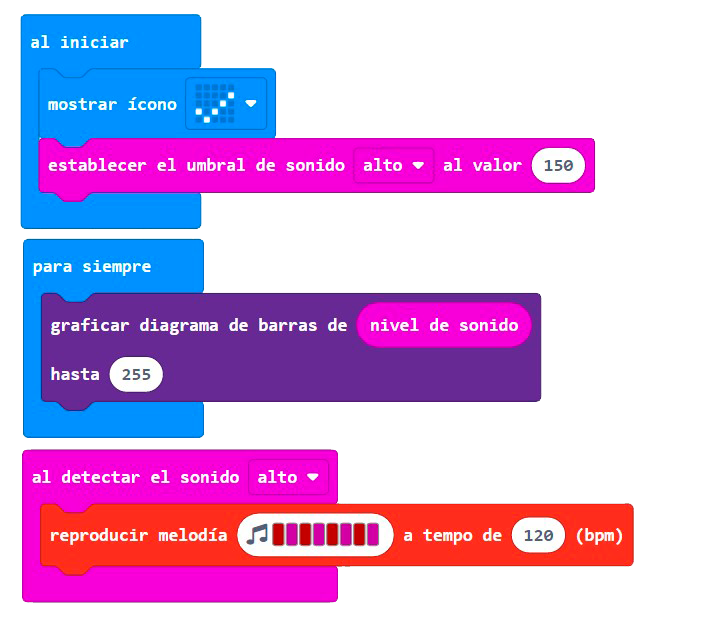 al iniciar
mostrar ícono
establecer el umbral de sonido alto al valor 150
para siempre
graficar diagrama de barras de nivel de sonido
hasta 255
al detectar el sonido alto
reproducir melodía a tempo de 120 (bpm)